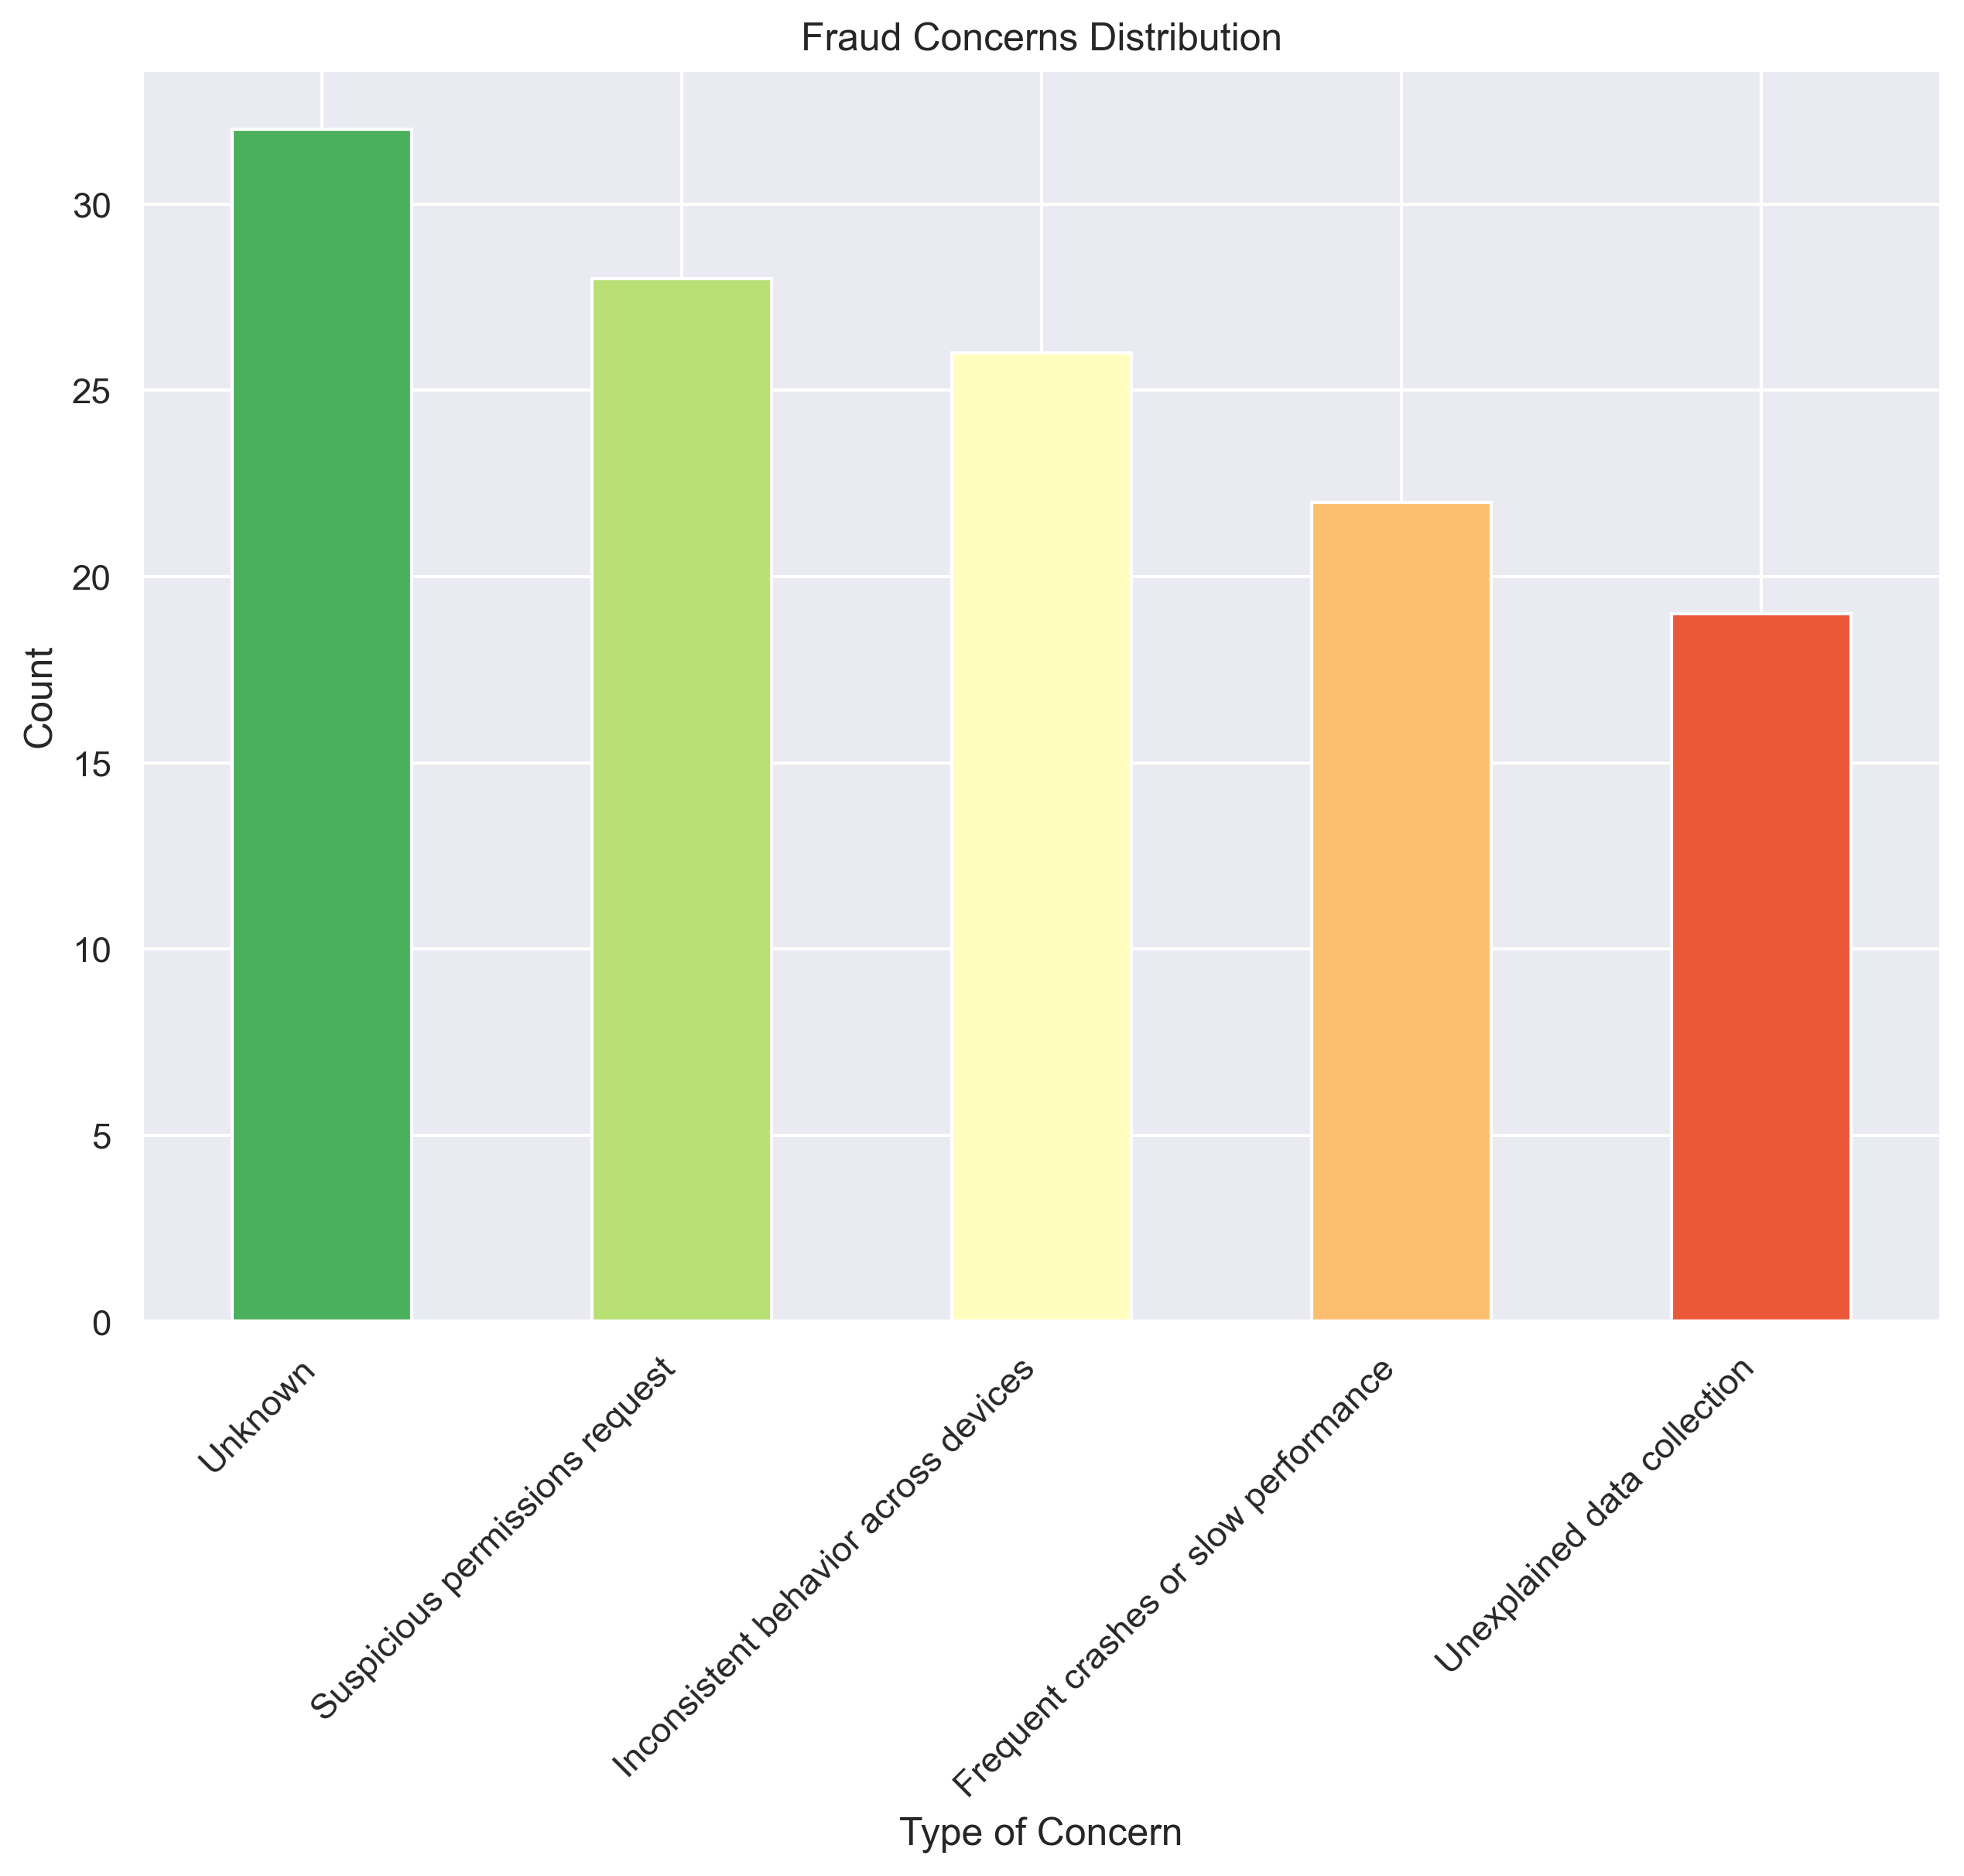 Fraud Concerns Distribution
30
25
20
15
10
5
0
Count
Unknown
Suspicious permissions request
Inconsistent behavior across devices
Frequent crashes or slow performance
Unexplained data collection
Type of Concern